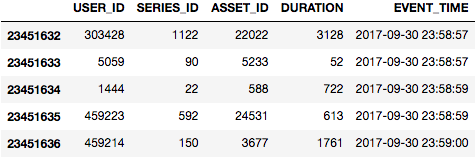 USER_ID SERIES_ID ASSET_ID DURATION EVENT_TIME
23451632 303428 1122 22022 3128 2017-09-30 23:58:57
23451633 5059 90 5233 52 2017-09-30 23:58:57
23451634 1444 22 588 722 2017-09-30 23:58:59
23451635 459223 592 24531 613 2017-09-30 23:58:59
23451636 459214 150 3677 1761 2017-09-30 23:59:00